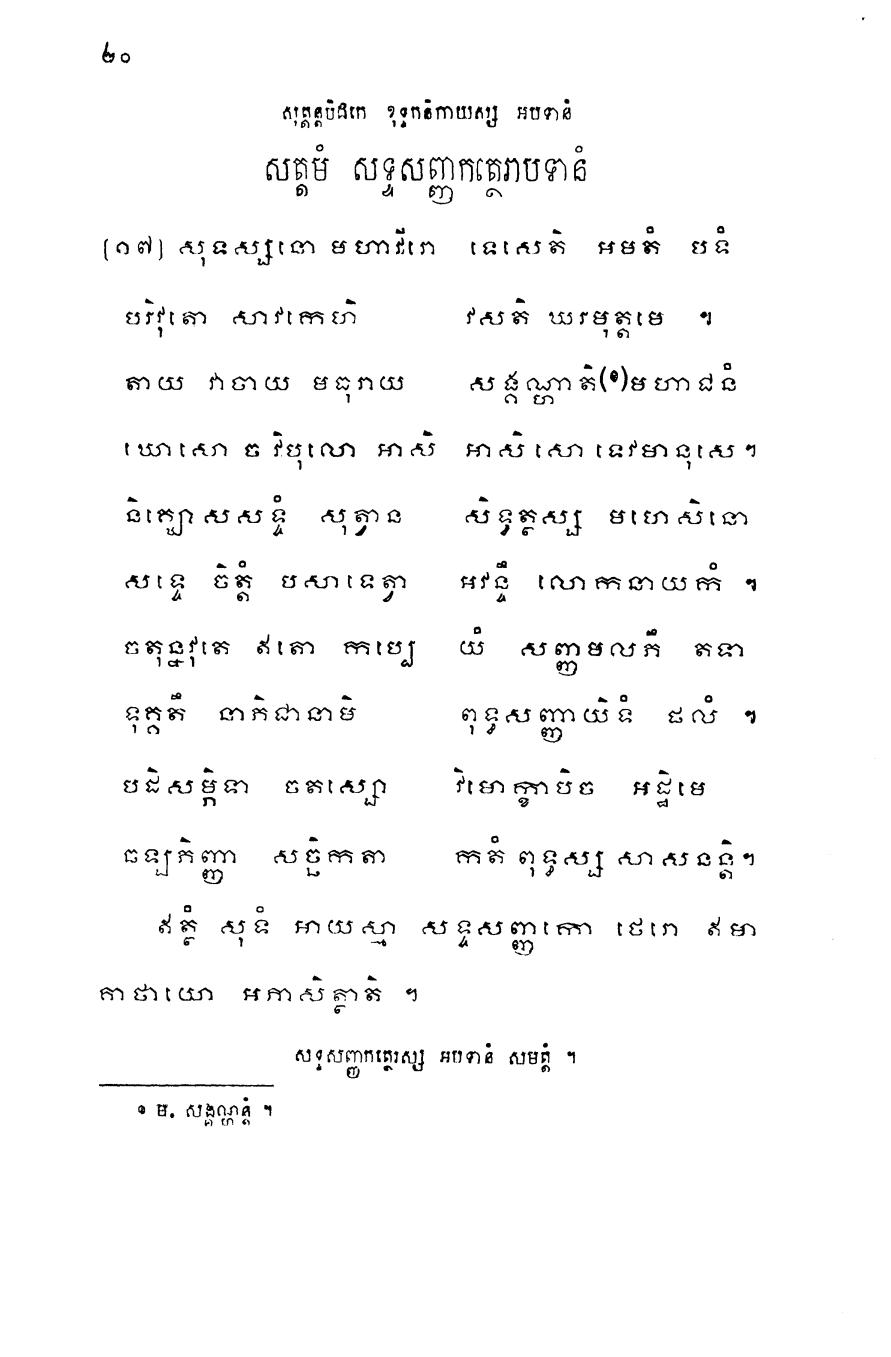 ២០
សុត្តន្តបិដកេ ខុទ្ទកនិកាយស្ស អបទានំ
សត្តមំ សទ្ទសញ្ញកត្ថេរាបទានំ
(១៧) សុទស្សនោ មហាវីរោ ទេសេតិ អមតំ បទំ
បរិវុតោ សាវកេហិ វសតិ ឃរមុត្តមេ ។
តាយ វាចាយ មធុរាយ សង្គណ្ហាតិ(១)មហាជនំ
ឃោសោ ច វិបុលោ អាសិ អាសិសោ ទេវមានុសេ។
និគ្ឃោសសទ្ទំ សុត្វាន សិទ្ធត្ថស្ស មហេសិនោ
សទ្ទេ ចិត្តំ បសាទេត្វា អវន្ទឹ លោកនាយកំ ។
ចតុន្នវុតេ ឥតោ កប្បេ យំ សញ្ញមលភឹ តទា
ទុគ្គតឹ នាភិជានាមិ ពុទ្ធសញ្ញាយិទំ ផលំ ។
បដិសម្ភិទា ចតស្សោ វិមោក្ខាបិច អដ្ឋិមេ
ឆឡភិញ្ញា សច្ឆិកតា កតំ ពុទ្ធស្ស សាសនន្តិ។
ឥត្ថំ សុទំ អាយស្មា សទ្ទសញ្ញកោ ថេរោ ឥមា
គាថាយោ អភាសិត្ថាតិ ។
សទ្ទសញ្ញកត្ថេរស្ស អបទានំ សមត្តំ ។
១ ម. សង្គណ្ហន្តំ ។